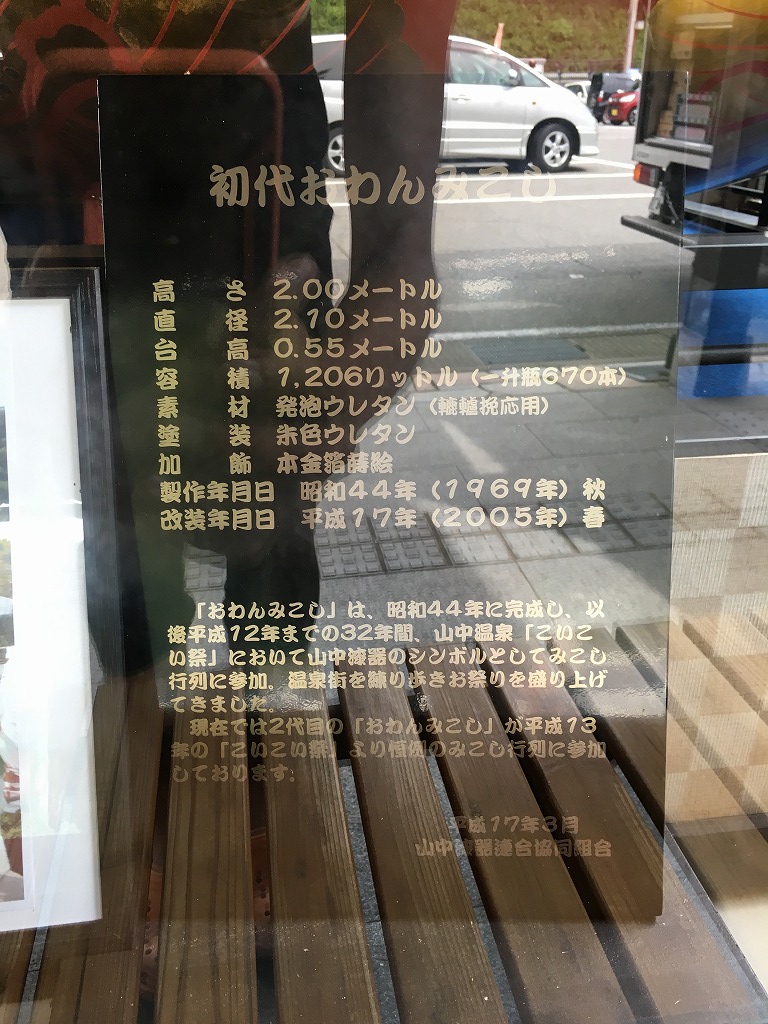 初代おわんみこし
高さ 2.00メートル
直径 2.10メートル
台高 0.55メートル
容積 1,206リットル（一升瓶670本）
素材 発泡ウレタン（轆轤挽応用）
塗装 朱色ウレタン
加飾 本金箔蒔絵
製作年月日 昭和44年（1969年）秋
改装年月日 平成17年（2005年）春
「おわんみこし」は、昭和44年に完成し、以
後平成12年までの32年間、山中温泉「こいこ
い祭」において山中漆器のシンボルとしてみこし
行列に参加。温泉街を練り歩きお祭りを盛り上げ
てきました。
現在では2代目の「おわんみこし」が平成13
年の「こいこい祭」より恒例のみこし行列に参加
しております。
平成17年3月
山中漆器連合協同組合